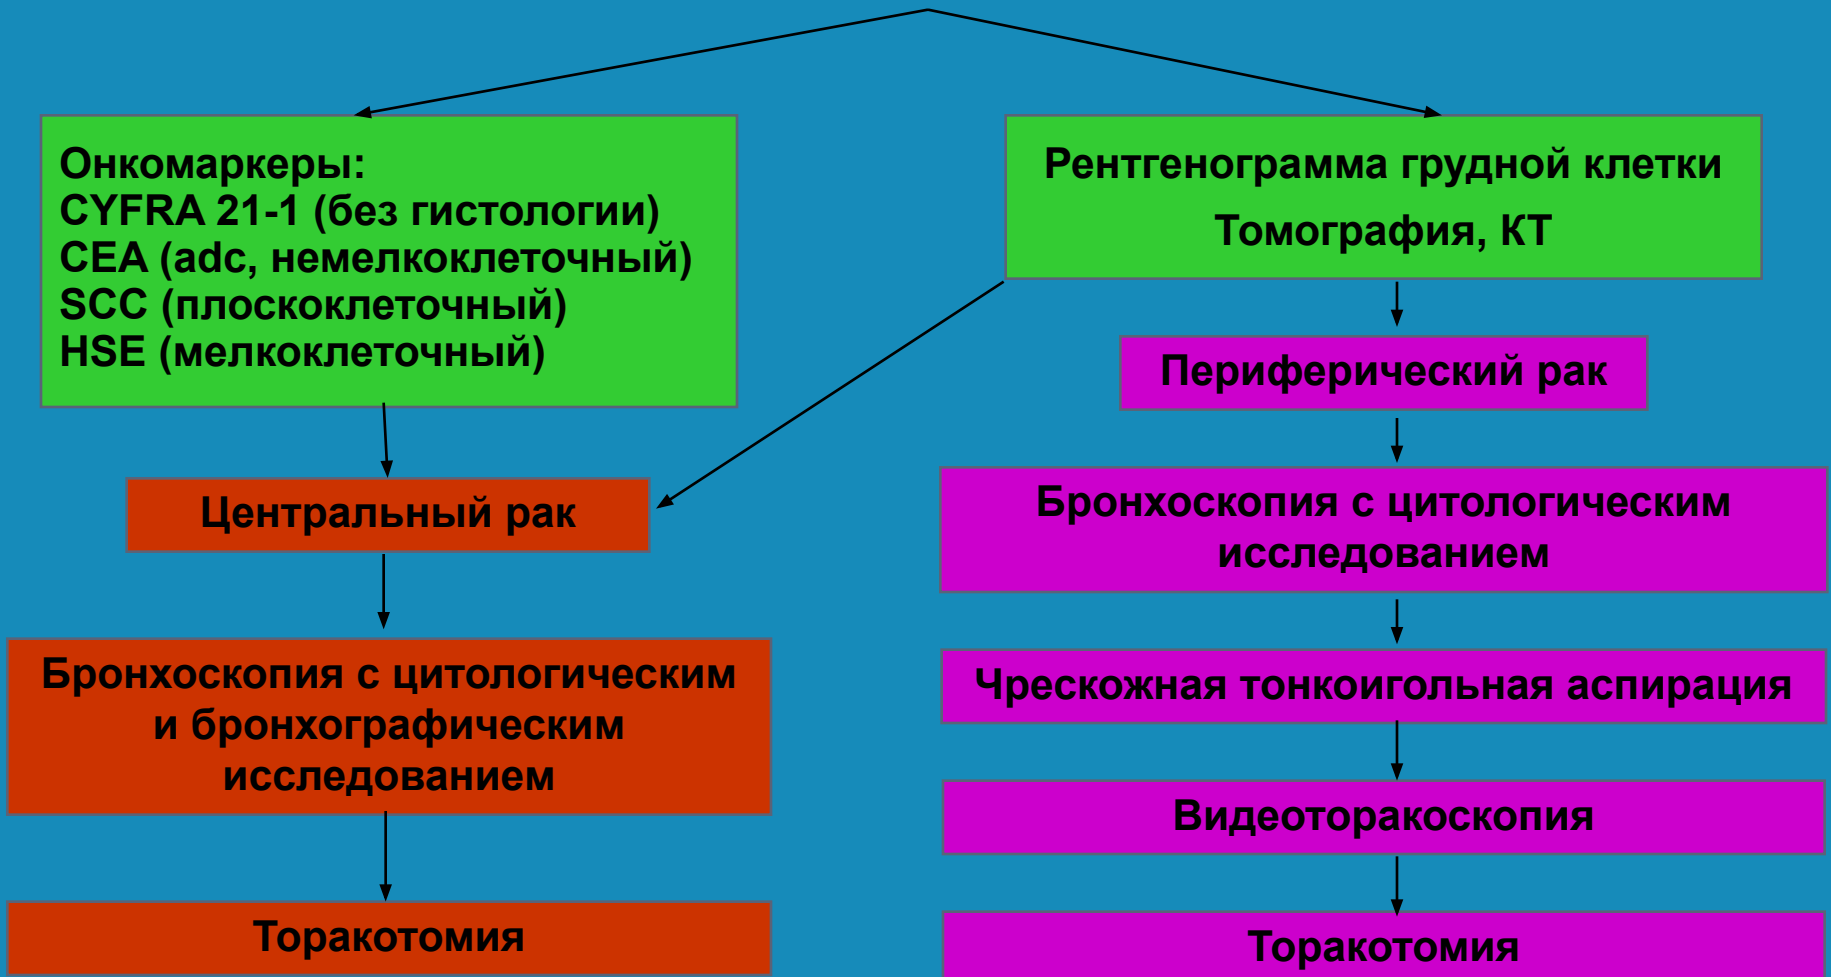 Онкомаркеры:
CYFRA 21-1 (без гистологии)
CEA (adc, немелкоклеточный)
SCC (плоскоклеточный)
HSE (мелкоклеточный)
Рентгенограмма грудной клетки
Томография, КТ
Периферический рак
Центральный рак
Бронхоскопия с цитологическим
исследованием
Бронхоскопия с цитологическим
и бронхографическим
исследованием
Чрескожная тонкоигольная аспирация
Видеоторакоскопия
Торакотомия
Торакотомия